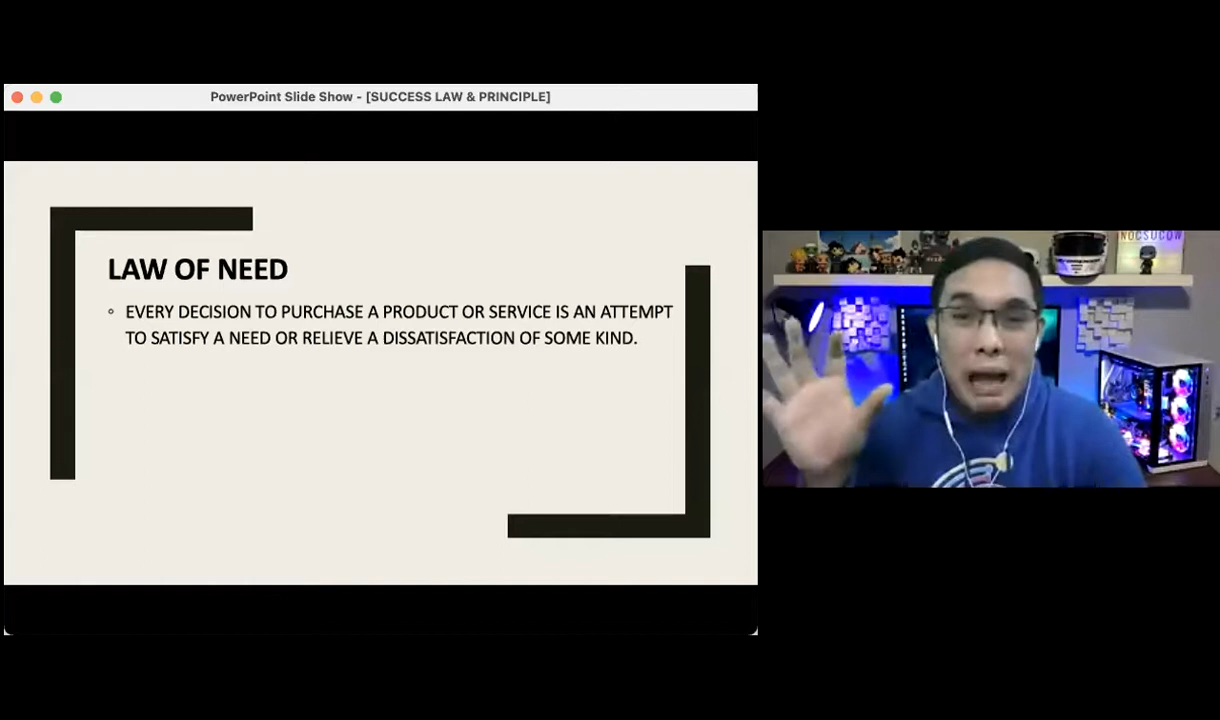 PowerPoint Slide Show - [SUCCESS LAW & PRINCIPLE]
LAW OF NEED
EVERY DECISION TO PURCHASE A PRODUCT OR SERVICE IS AN ATTEMPT
TO SATISFY A NEED OR RELIEVE A DISSATISFACTION OF SOME KIND.
NOCSUCOW